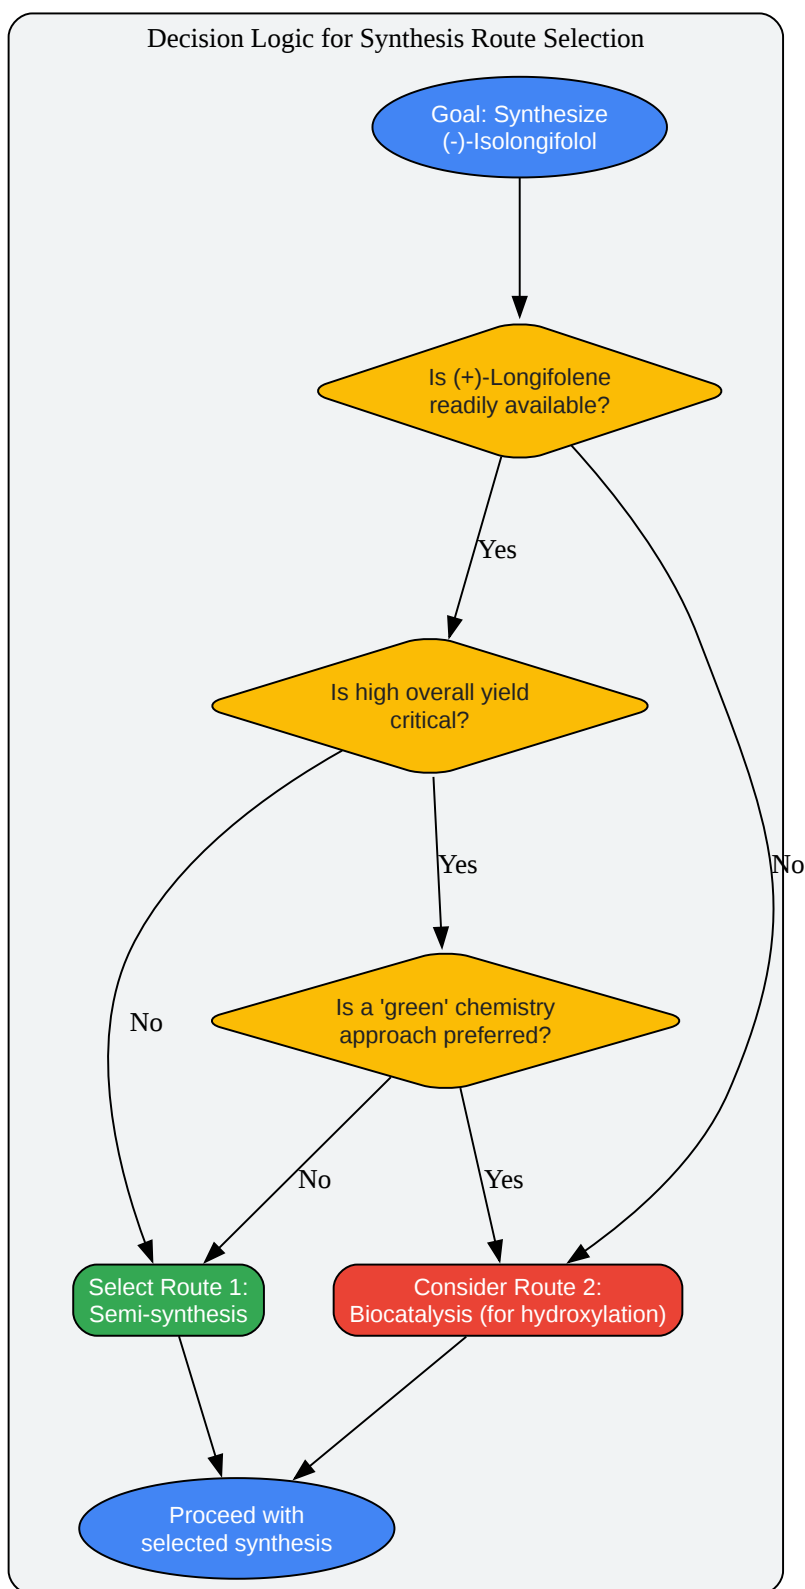 Decision Logic for Synthesis Route Selection
Goal: Synthesize
(-)-Isolongifolol
Is (+)-Longifolene
readily available?
Yes
Is high overall yield
critical?
Yes
No
Is a 'green' chemistry
approach preferred?
No
No
Yes
Select Route 1:
Semi-synthesis
Consider Route 2:
Biocatalysis (for hydroxylation)
Proceed with
selected synthesis